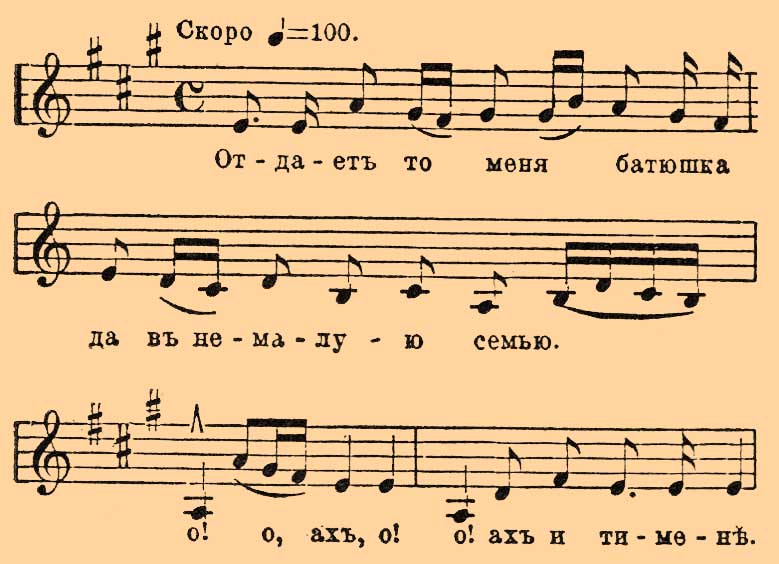 Скоро ♩=100.
От-да-етъ то меня батюшка
да въ не-ма-лу-ю семью.
о! о, ахъ, о! о! ахъ и ти-ме-нѣ.